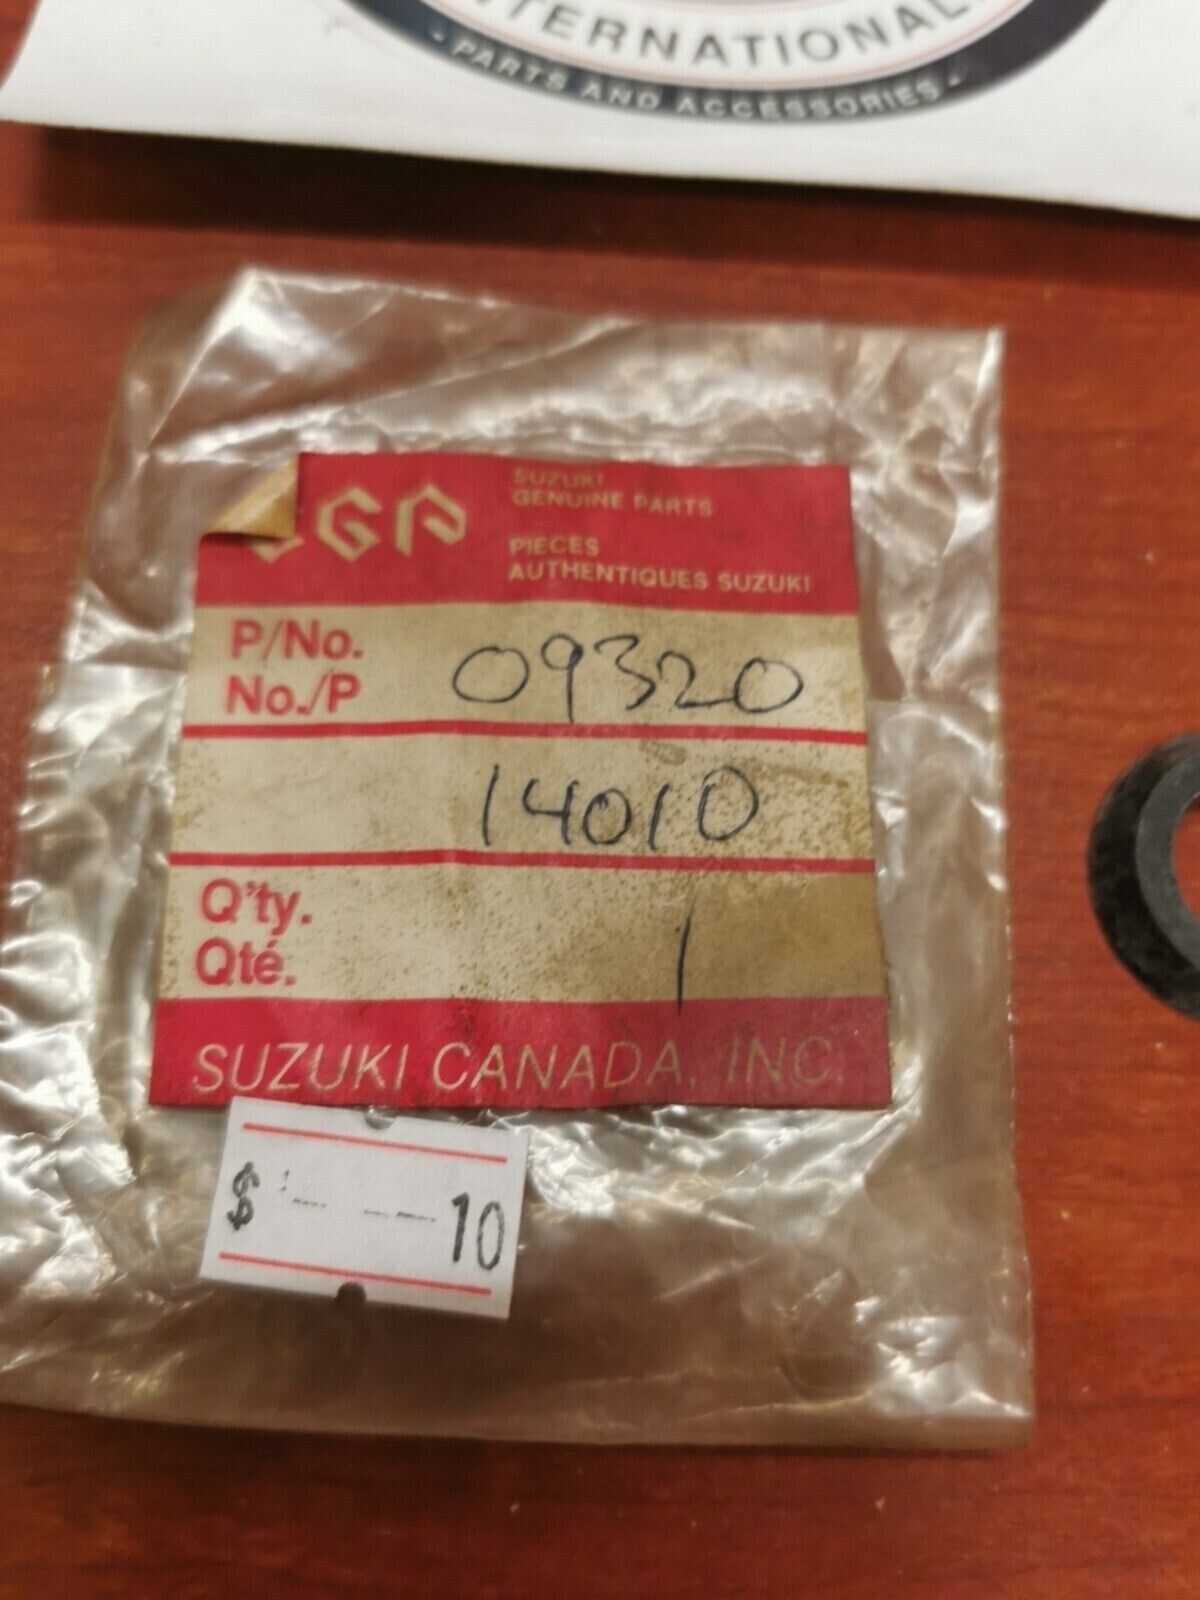 INTERNATIONAL
- PARTS AND ACCESSORIES -
SGP
SUZUKI
GENUINE PARTS
PIECES
AUTHENTIQUES SUZUKI
P/No.
No./P
09320
14010
Q'ty.
Qté.
1
SUZUKI CANADA, INC
$ 10